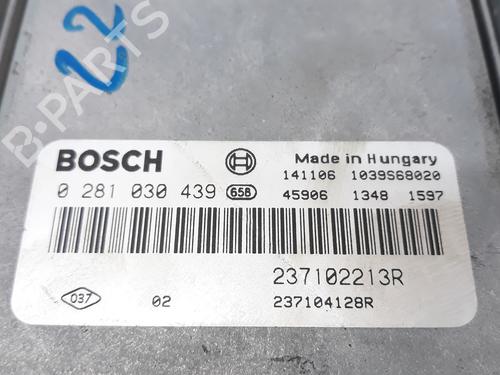 22
B-PARTS
BOSCH
Made in Hungary
141106 1039S68020
0 281 030 439 658
45906 1348 1597
237102213R
037 02 237104128R